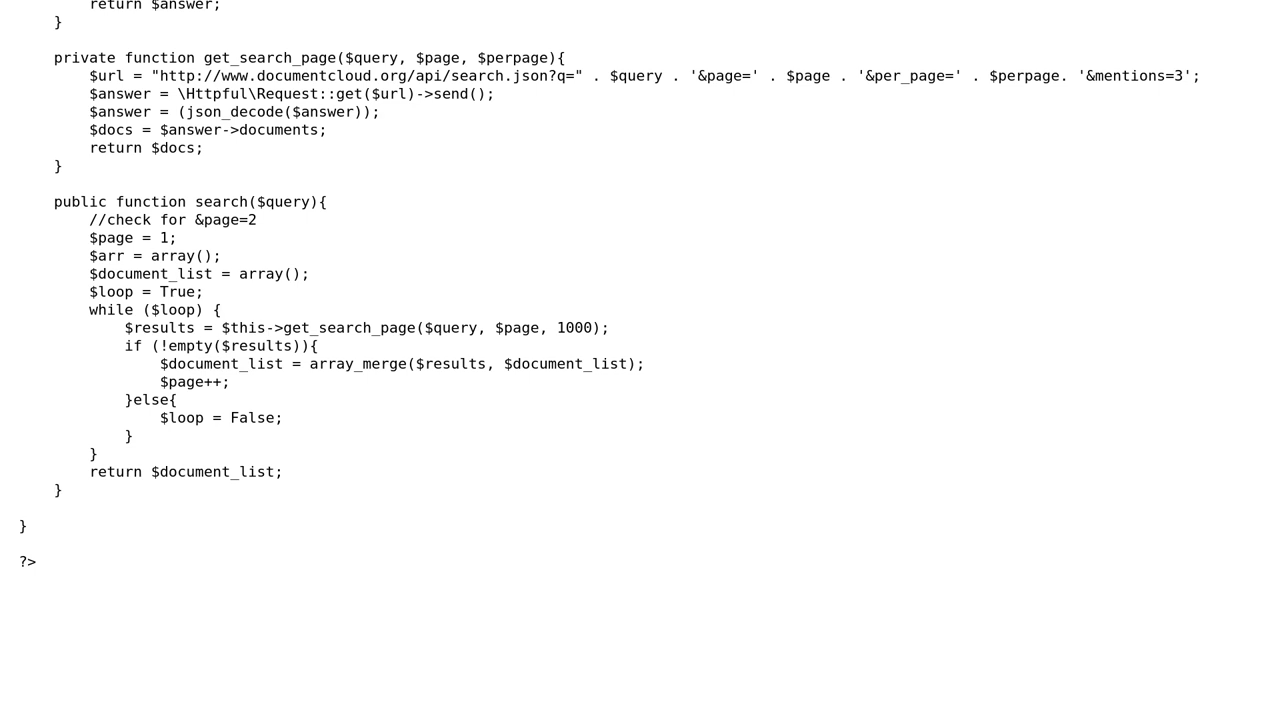 return $answer;
    }

    private function get_search_page($query, $page, $perpage){
        $url = "http://www.documentcloud.org/api/search.json?q=" . $query . '&page=' . $page . '&per_page=' . $perpage. '&mentions=3';
        $answer = \Httpful\Request::get($url)->send();
        $answer = (json_decode($answer));
        $docs = $answer->documents;
        return $docs;
    }

    public function search($query){
        //check for &page=2
        $page = 1;
        $arr = array();
        $document_list = array();
        $loop = True;
        while ($loop) {
            $results = $this->get_search_page($query, $page, 1000);
            if (!empty($results)){
                $document_list = array_merge($results, $document_list);
                $page++;
            }else{
                $loop = False;
            }
        }
        return $document_list;
    }

}

?>